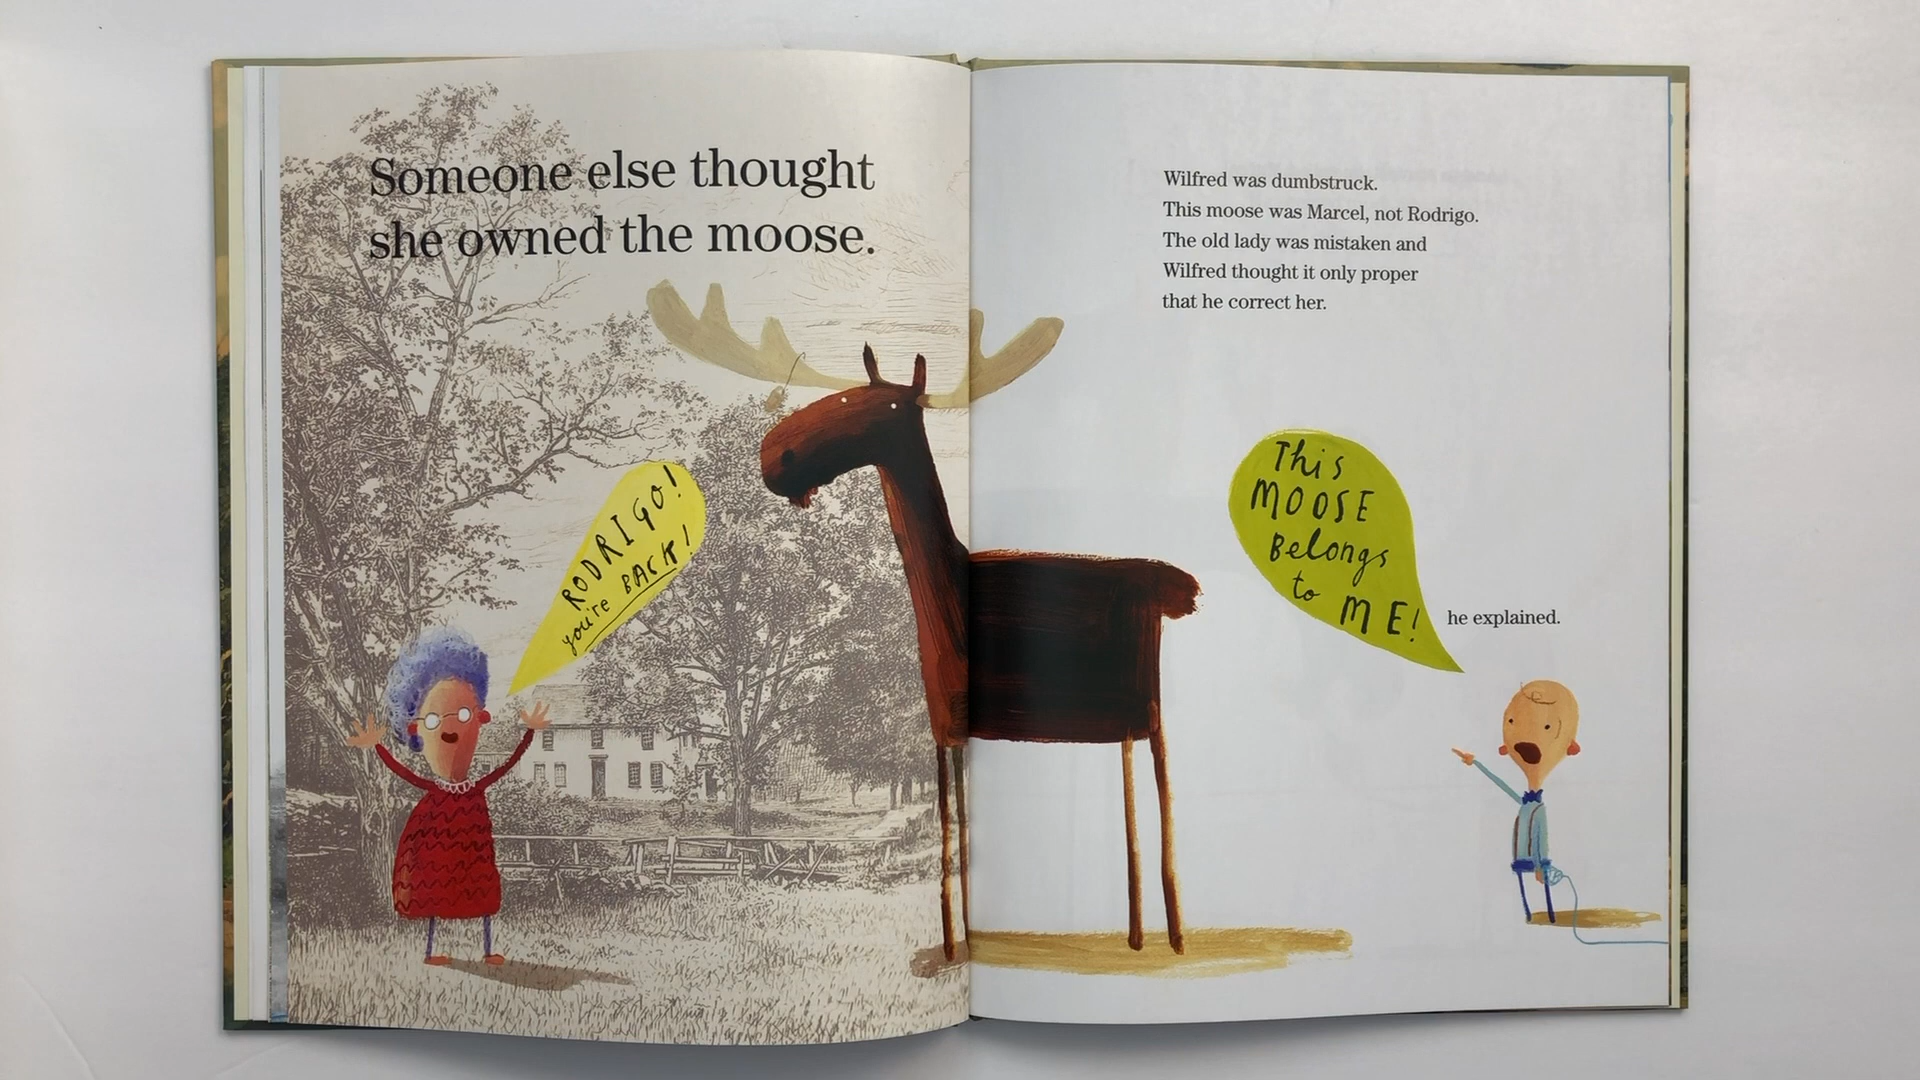 Someone else thought
she owned the moose.
RODRIGO!
you're BACK!
Wilfred was dumbstruck.
This moose was Marcel, not Rodrigo.
The old lady was mistaken and
Wilfred thought it only proper
that he correct her.
This
MOOSE
Belongs
to ME!
he explained.